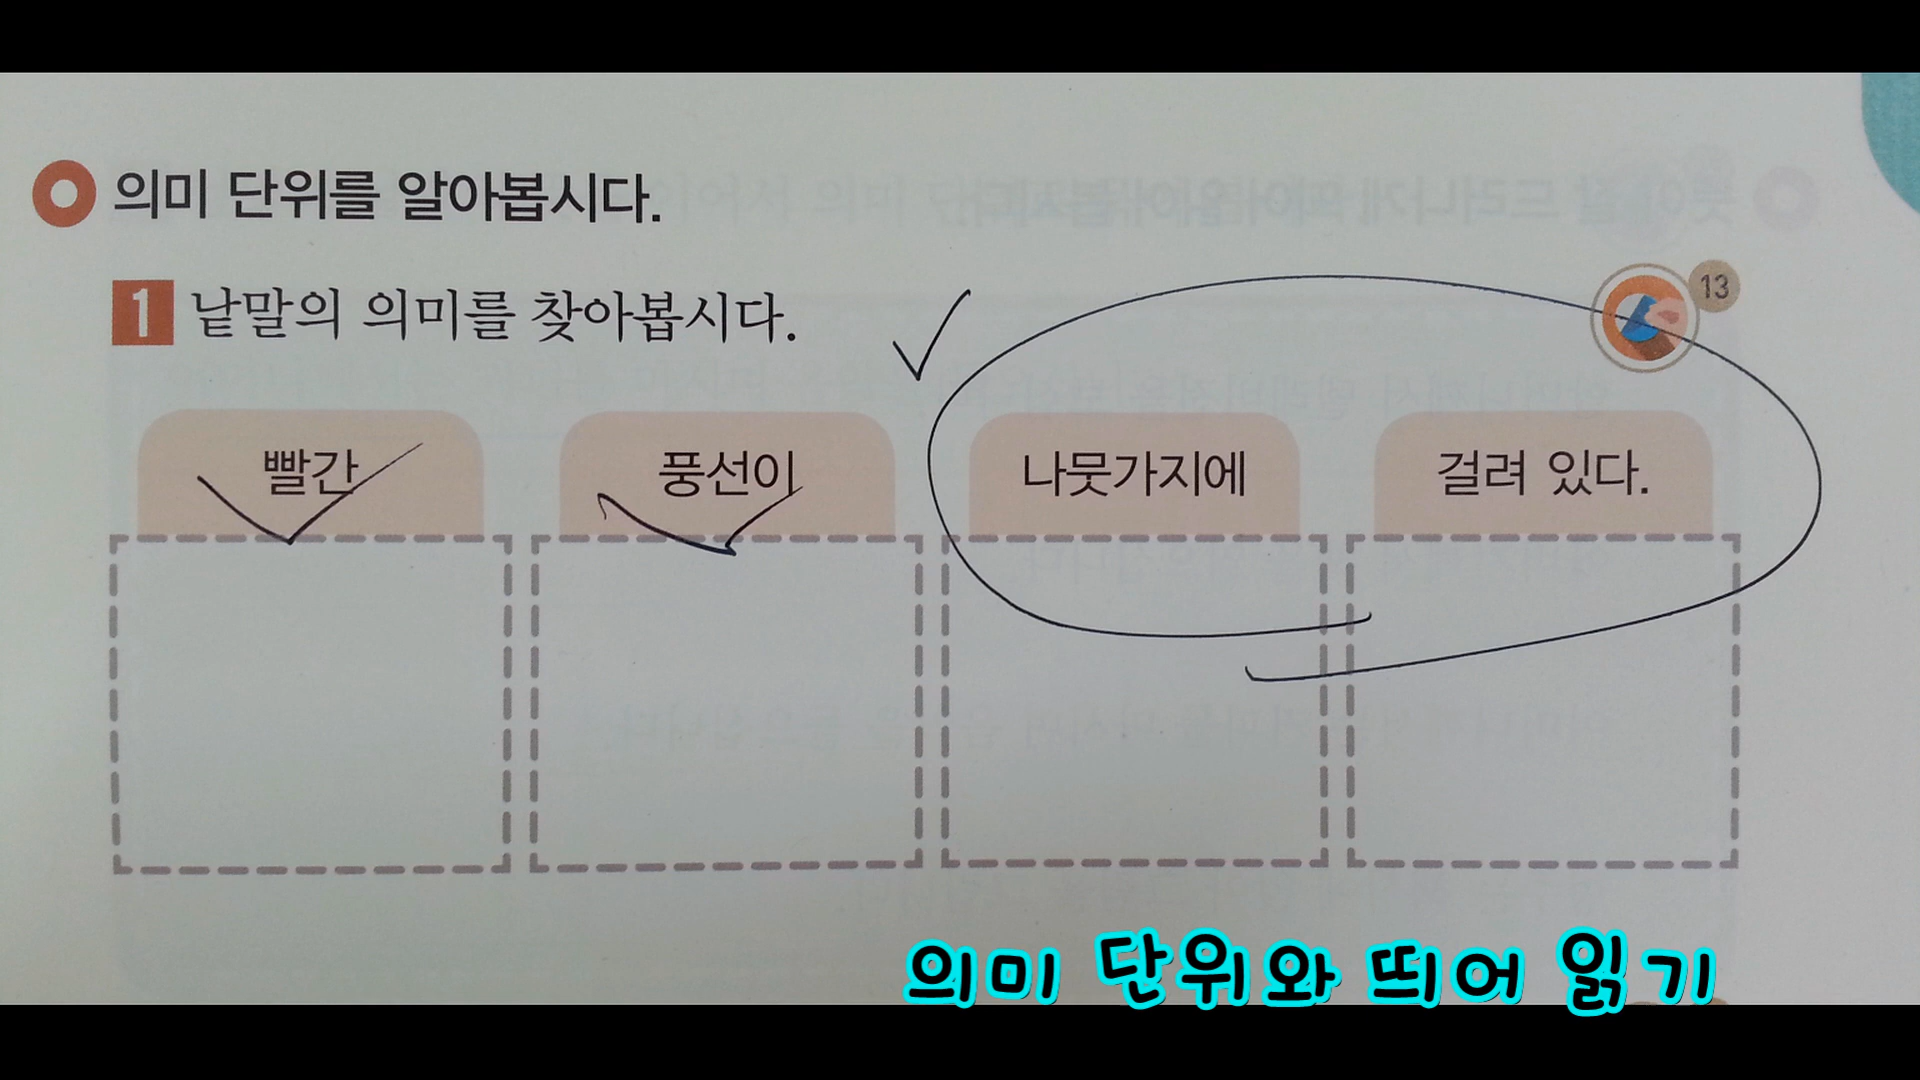 의미 단위를 알아봅시다.
1 낱말의 의미를 찾아봅시다.
13
빨간 풍선이 나뭇가지에 걸려 있다.
의미 단위와 띄어 읽기